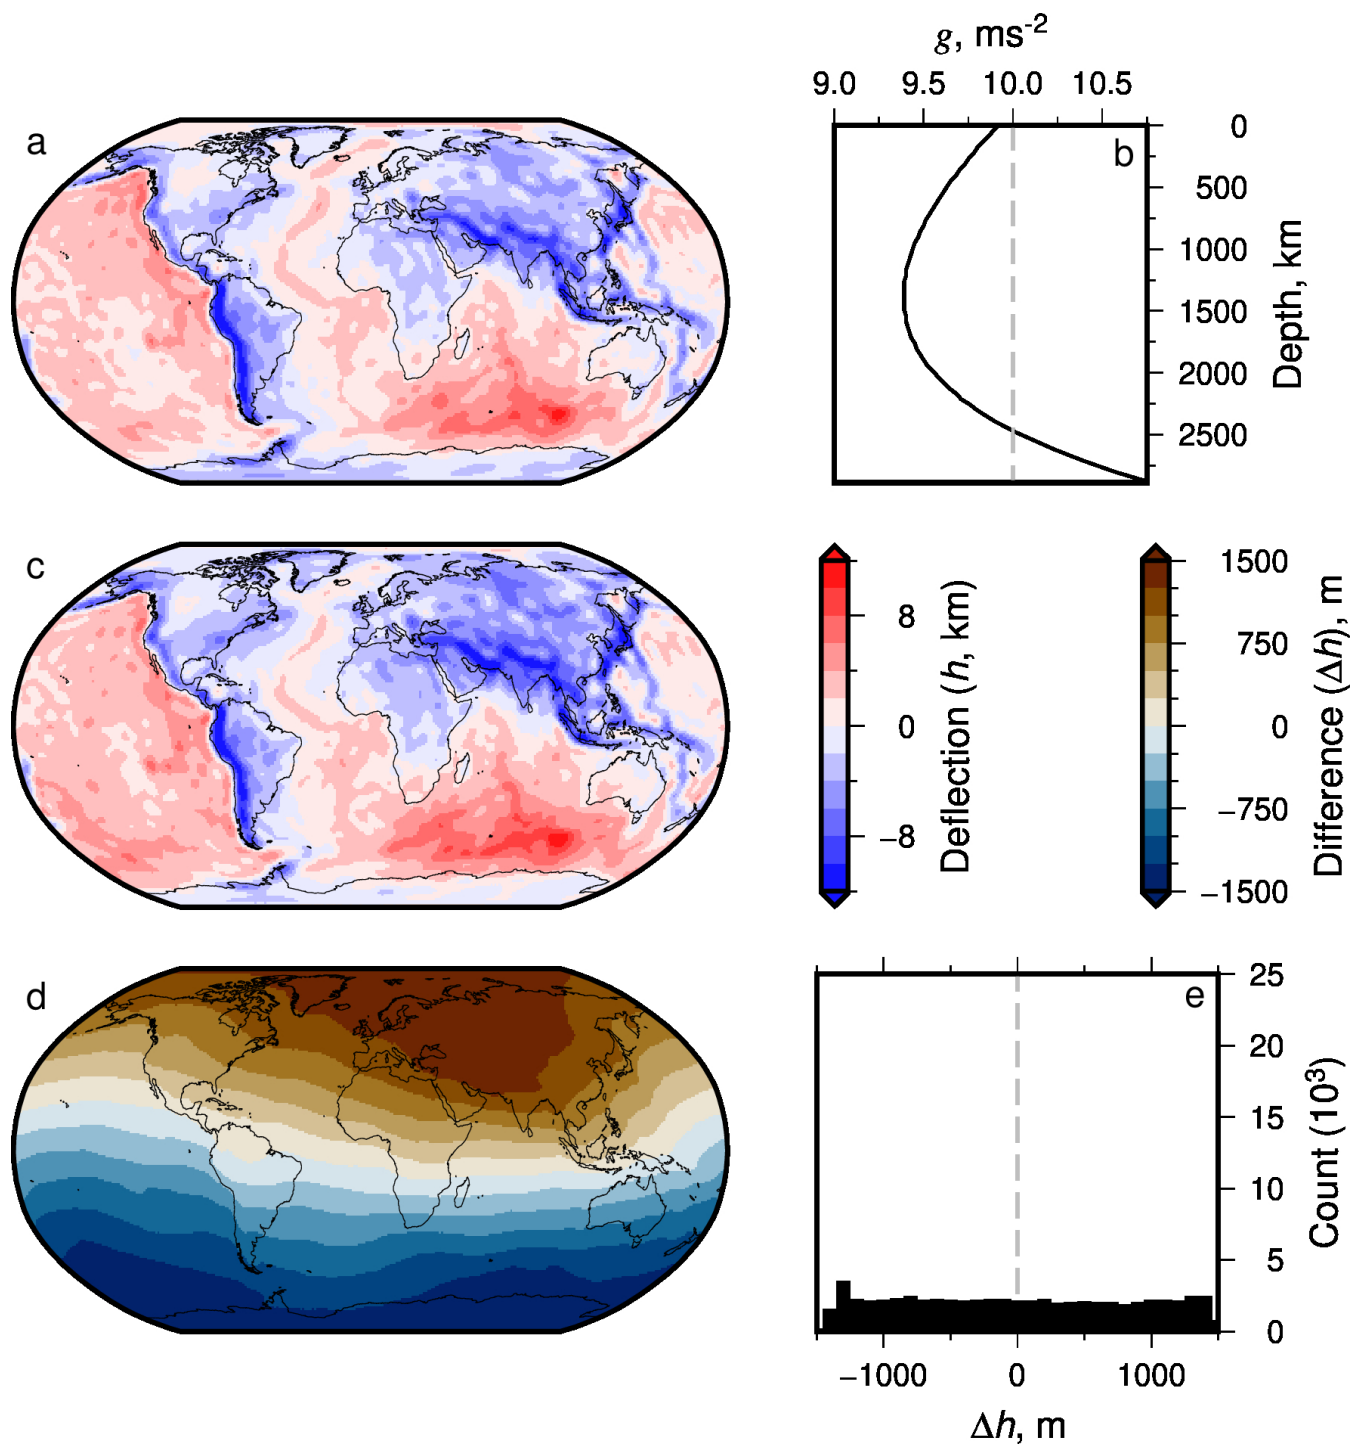 a
g, ms-2
9.0 9.5 10.0 10.5
b
0
500
1000
1500
2000
2500
Depth, km
c
8
0
−8
Deflection (h, km)
1500
750
0
−750
−1500
Difference (Δh), m
d
e
25
20
15
10
5
0
Count (10³)
−1000 0 1000
Δh, m